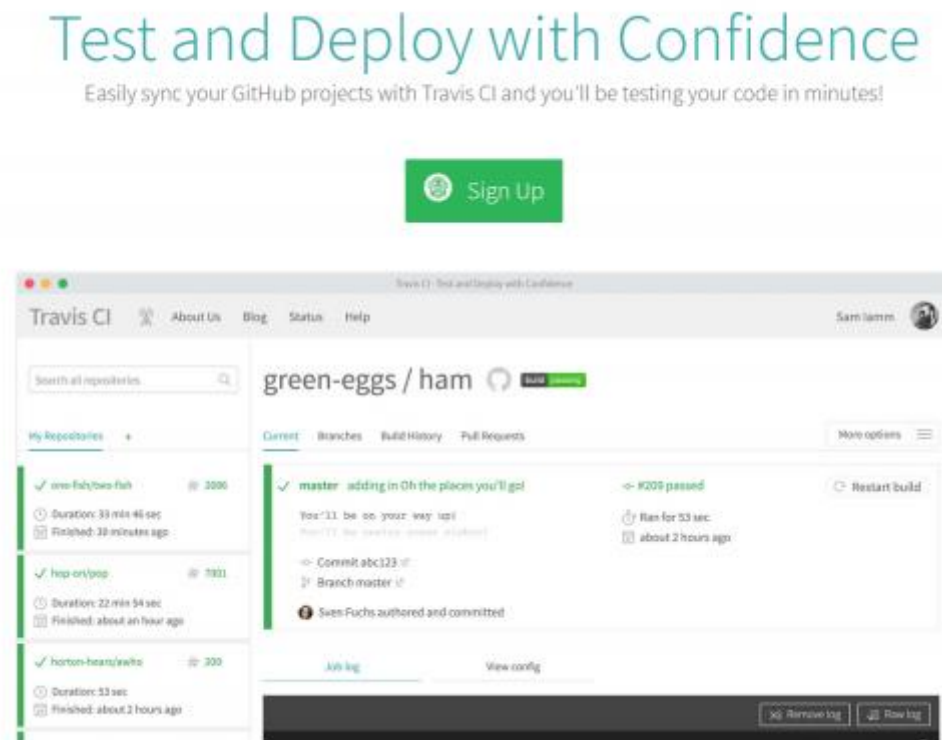 Test and Deploy with Confidence
Easily sync your GitHub projects with Travis CI and you'll be testing your code in minutes!
Sign Up
Travis CI - Test and Deploy with Confidence
Travis CI About Us Blog Status Help Sam Iamm
Search all repositories
green-eggs / ham build passing
My Repositories +
Current Branches Build History Pull Requests More options
one-fish/two-fish # 2006
Duration: 33 min 46 sec
Finished: 30 minutes ago
master adding in Oh the places you'll go! #209 passed Restart build
You'll be on your way up!
Ran for 53 sec
about 2 hours ago
Commit abc123
Branch master
Sven Fuchs authored and committed
hop-on/pop # 7001
Duration: 22 min 54 sec
Finished: about an hour ago
horton-hears/awho # 200
Duration: 53 sec
Finished: about 2 hours ago
Job log View config
Remove log Raw log